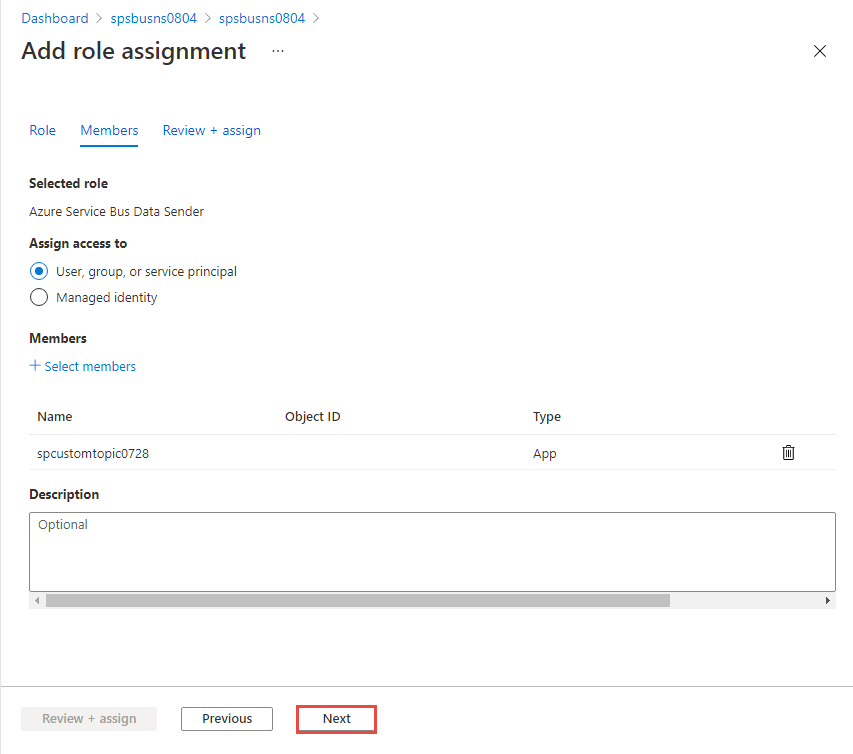 Dashboard > spsbusns0804 > spsbusns0804 >
Add role assignment ...
Role Members Review + assign
Selected role
Azure Service Bus Data Sender
Assign access to
User, group, or service principal
Managed identity
Members
+ Select members
Name Object ID Type
spcustomtopic0728 App
Description
Optional
Review + assign Previous Next